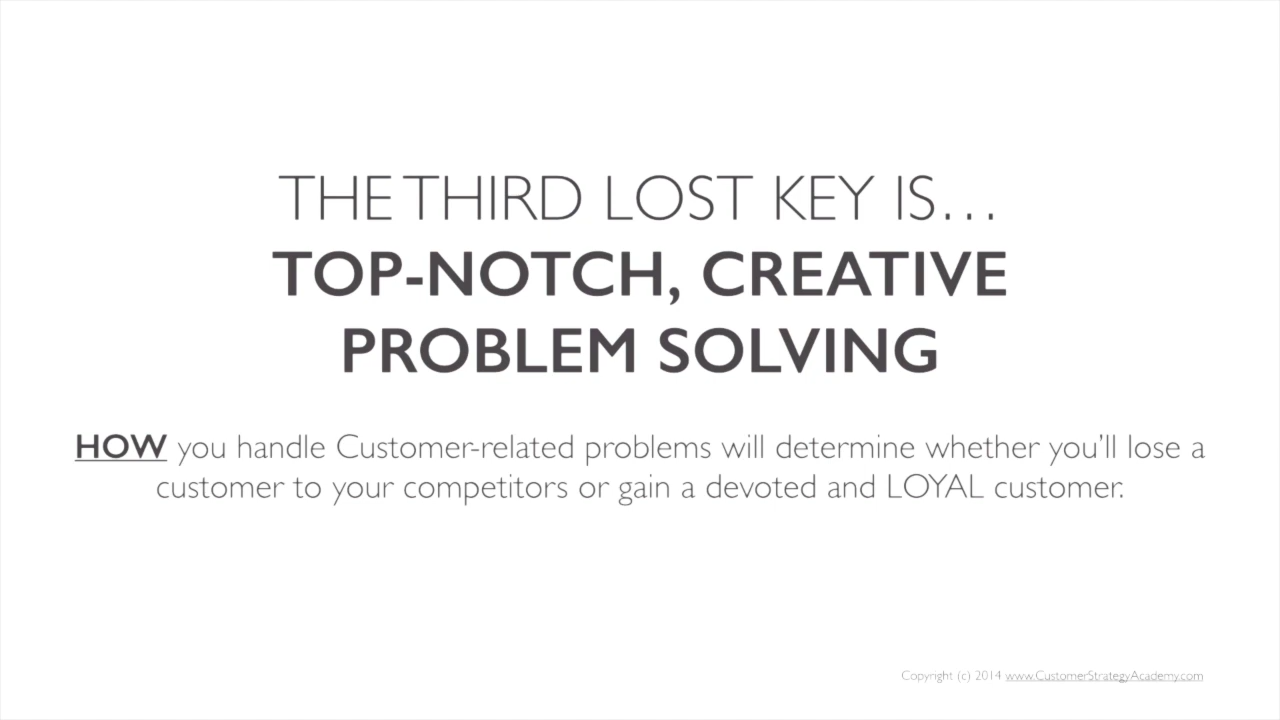 THE THIRD LOST KEY IS...
TOP-NOTCH, CREATIVE
PROBLEM SOLVING
HOW you handle Customer-related problems will determine whether you'll lose a
customer to your competitors or gain a devoted and LOYAL customer.
Copyright (c) 2014 www.CustomerStrategyAcademy.com